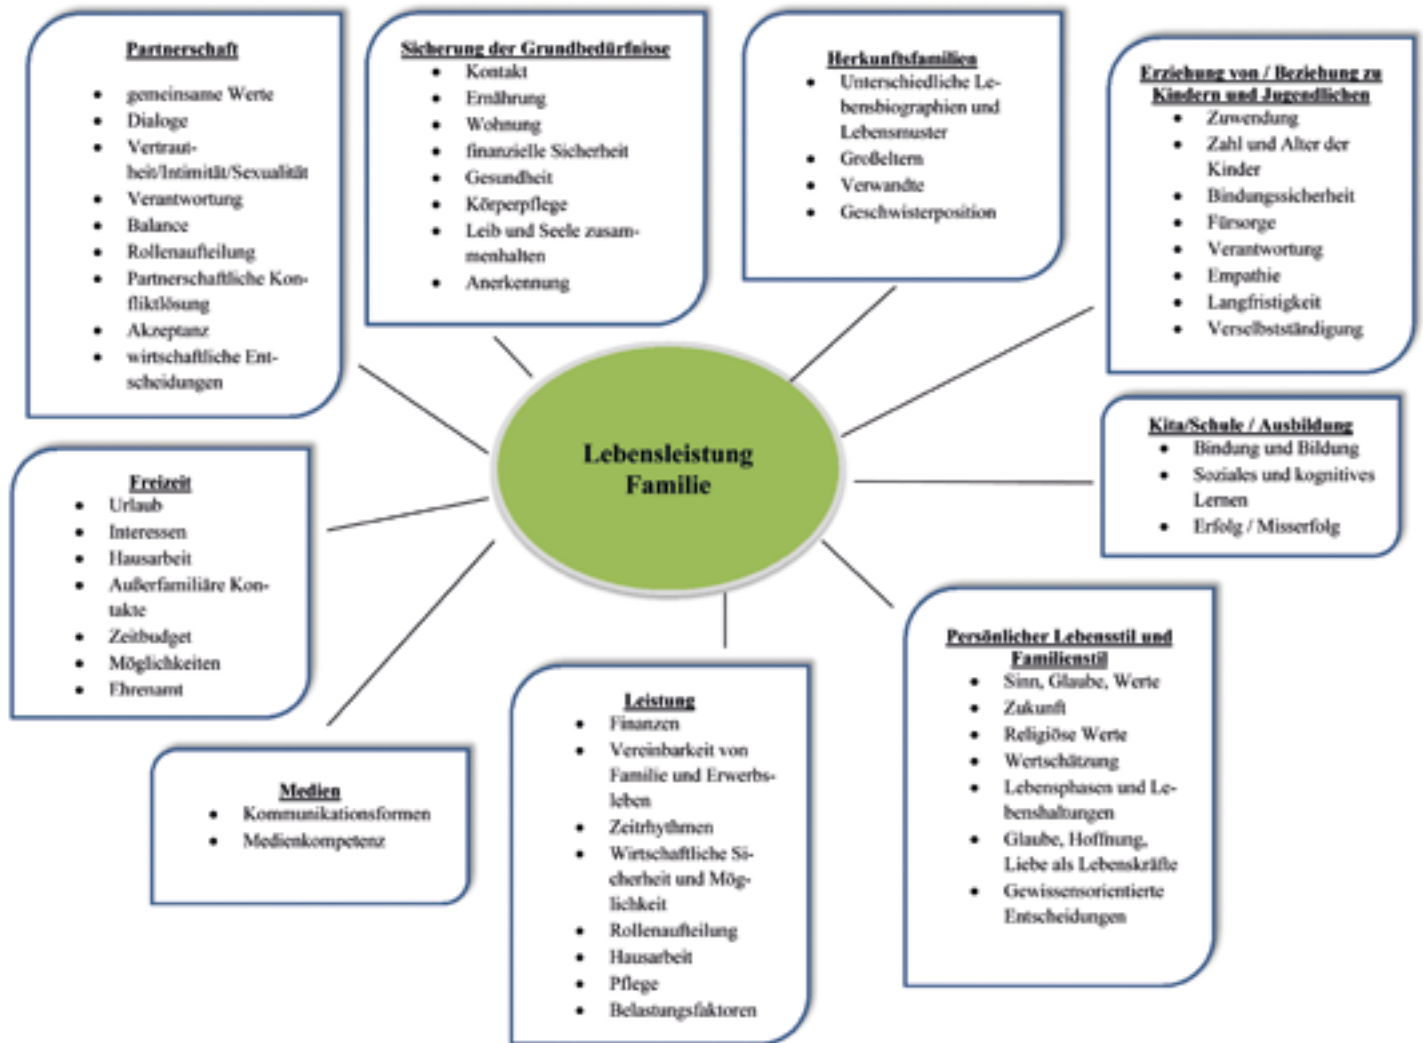 Partnerschaft
gemeinsame Werte
Dialoge
Vertraut-
heit/Intimität/Sexualität
Verantwortung
Balance
Rollenaufteilung
Partnerschaftliche Kon-
fliktlösung
Akzeptanz
wirtschaftliche Ent-
scheidungen
Sicherung der Grundbedürfnisse
Kontakt
Ernährung
Wohnung
finanzielle Sicherheit
Gesundheit
Körperpflege
Leib und Seele zusam-
menhalten
Anerkennung
Herkunftsfamilien
Unterschiedliche Le-
bensbiographien und
Lebensmuster
Großeltern
Verwandte
Geschwisterposition
Erziehung von / Beziehung zu
Kindern und Jugendlichen
Zuwendung
Zahl und Alter der
Kinder
Bindungssicherheit
Fürsorge
Verantwortung
Empathie
Langfristigkeit
Verselbstständigung
Lebensleistung
Familie
Kita/Schule / Ausbildung
Bindung und Bildung
Soziales und kognitives
Lernen
Erfolg / Misserfolg
Freizeit
Urlaub
Interessen
Hausarbeit
Außerfamiliäre Kon-
takte
Zeitbudget
Möglichkeiten
Ehrenamt
Persönlicher Lebensstil und
Familienstil
Sinn, Glaube, Werte
Zukunft
Religiöse Werte
Wertschätzung
Lebensphasen und Le-
benshaltungen
Glaube, Hoffnung,
Liebe als Lebenskräfte
Gewissensorientierte
Entscheidungen
Leistung
Finanzen
Vereinbarkeit von
Familie und Erwerbs-
leben
Zeitrhythmen
Wirtschaftliche Si-
cherheit und Mög-
lichkeit
Rollenaufteilung
Hausarbeit
Pflege
Belastungsfaktoren
Medien
Kommunikationsformen
Medienkompetenz